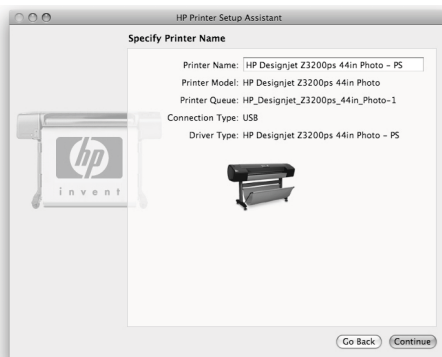 HP Printer Setup Assistant
Specify Printer Name
Printer Name: HP Designjet Z3200ps 44in Photo - PS
Printer Model: HP Designjet Z3200ps 44in Photo
Printer Queue: HP_Designjet_Z3200ps_44in_Photo-1
Connection Type: USB
Driver Type: HP Designjet Z3200ps 44in Photo - PS
hp
invent
Go Back Continue